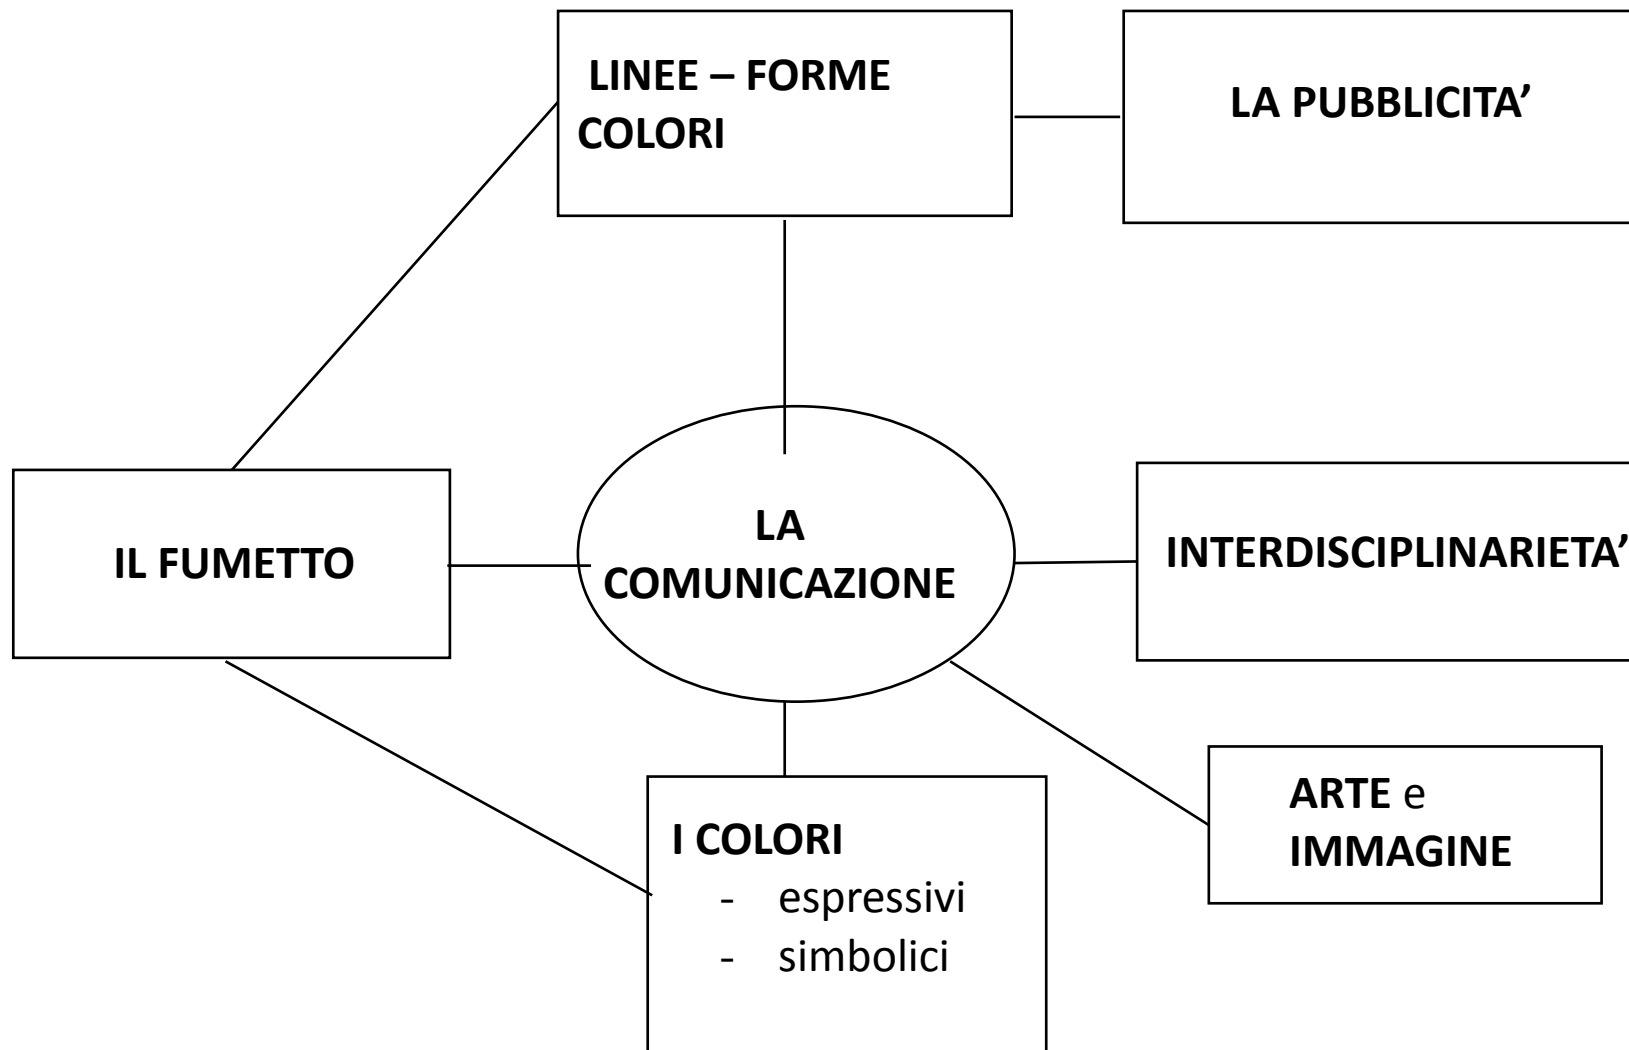 LINEE – FORME
COLORI
LA PUBBLICITA’
IL FUMETTO
LA
COMUNICAZIONE
INTERDISCIPLINARIETA’
I COLORI
- espressivi
- simbolici
ARTE e
IMMAGINE